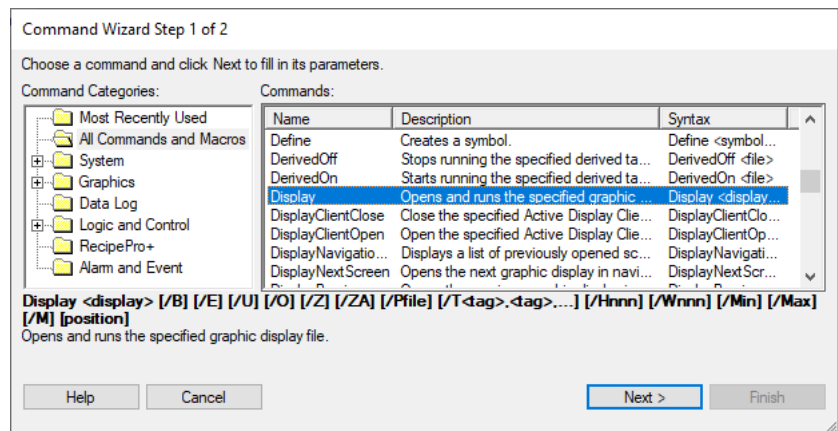 Command Wizard Step 1 of 2
Choose a command and click Next to fill in its parameters.
Command Categories:
Most Recently Used
All Commands and Macros
System
Graphics
Data Log
Logic and Control
RecipePro+
Alarm and Event
Commands:
Name Description Syntax
Define Creates a symbol. Define <symbol...
DerivedOff Stops running the specified derived ta... DerivedOff <file>
DerivedOn Starts running the specified derived ta... DerivedOn <file>
Display Opens and runs the specified graphic ... Display <display...
DisplayClientClose Close the specified Active Display Clie... DisplayClientClo...
DisplayClientOpen Open the specified Active Display Clie... DisplayClientOp...
DisplayNavigatio... Displays a list of previously opened sc... DisplayNavigati...
DisplayNextScreen Opens the next graphic display in navi... DisplayNextScr...
Display <display> [/B] [/E] [/U] [/O] [/Z] [/ZA] [/Pfile] [/T<tag>,<tag>,...] [/Hnnn] [/Wnnn] [/Min] [/Max]
[/M] [position]
Opens and runs the specified graphic display file.
Help Cancel Next > Finish